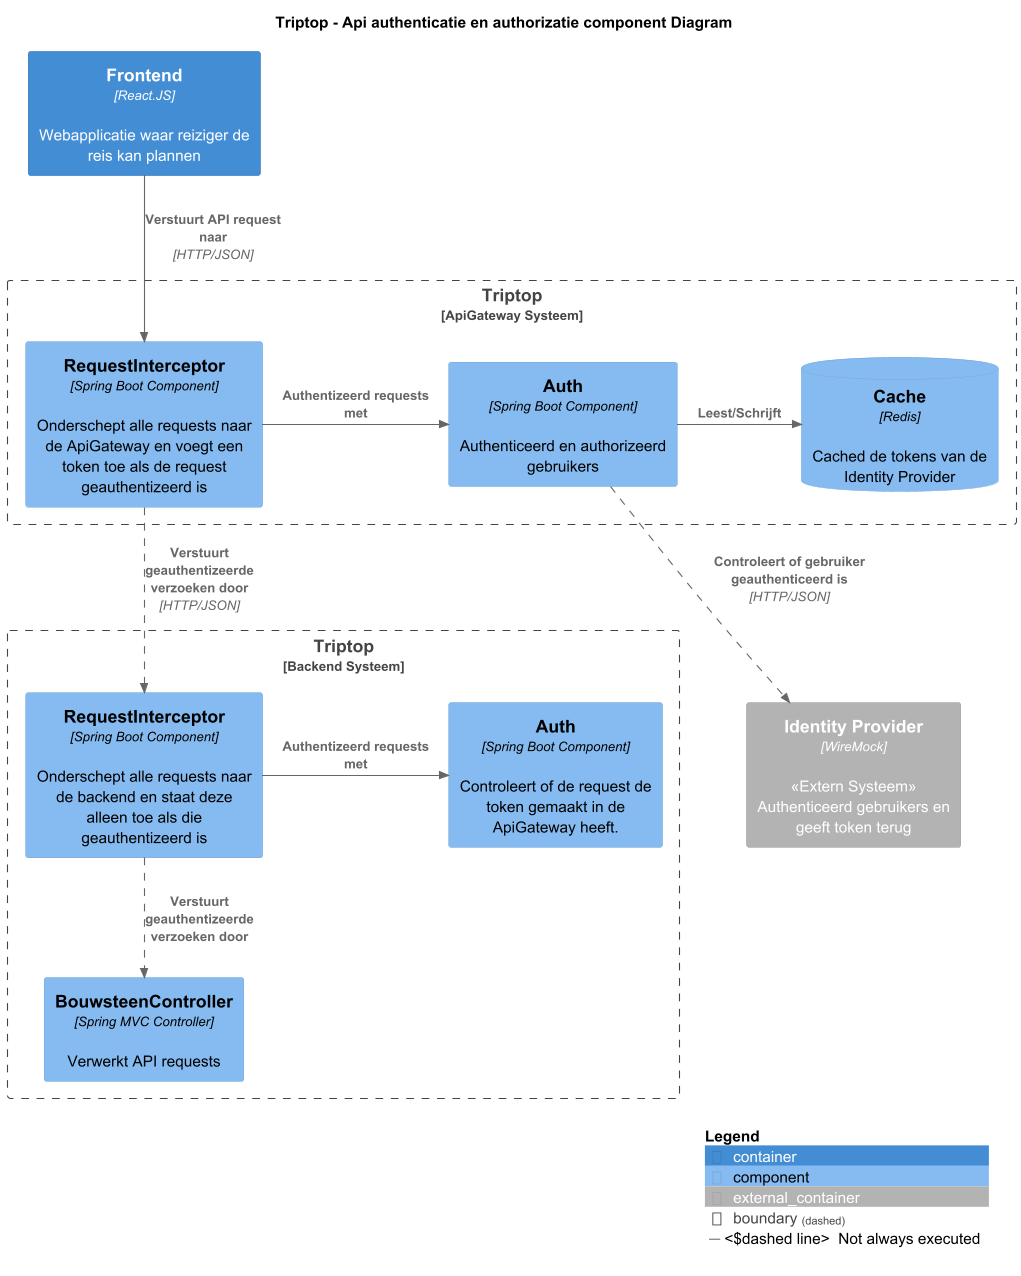 Triptop - Api authenticatie en authorizatie component Diagram
Frontend
[React.JS]
Webapplicatie waar reiziger de
reis kan plannen
Verstuurt API request
naar
[HTTP/JSON]
Triptop
[ApiGateway Systeem]
RequestInterceptor
[Spring Boot Component]
Onderschept alle requests naar
de ApiGateway en voegt een
token toe als de request
geauthentizeerd is
Authentizeerd requests
met
Auth
[Spring Boot Component]
Authenticeerd en authorizeerd
gebruikers
Leest/Schrijft
Cache
[Redis]
Cached de tokens van de
Identity Provider
Verstuurt
geauthentizeerde
verzoeken door
[HTTP/JSON]
Controleert of gebruiker
geauthenticeerd is
[HTTP/JSON]
Triptop
[Backend Systeem]
RequestInterceptor
[Spring Boot Component]
Onderschept alle requests naar
de backend en staat deze
alleen toe als die
geauthentizeerd is
Authentizeerd requests
met
Auth
[Spring Boot Component]
Controleert of de request de
token gemaakt in de
ApiGateway heeft.
Identity Provider
[WireMock]
«Extern Systeem»
Authenticeerd gebruikers en
geeft token terug
Verstuurt
geauthentizeerde
verzoeken door
BouwsteenController
[Spring MVC Controller]
Verwerkt API requests
Legend
container
component
external_container
boundary (dashed)
<$dashed line> Not always executed